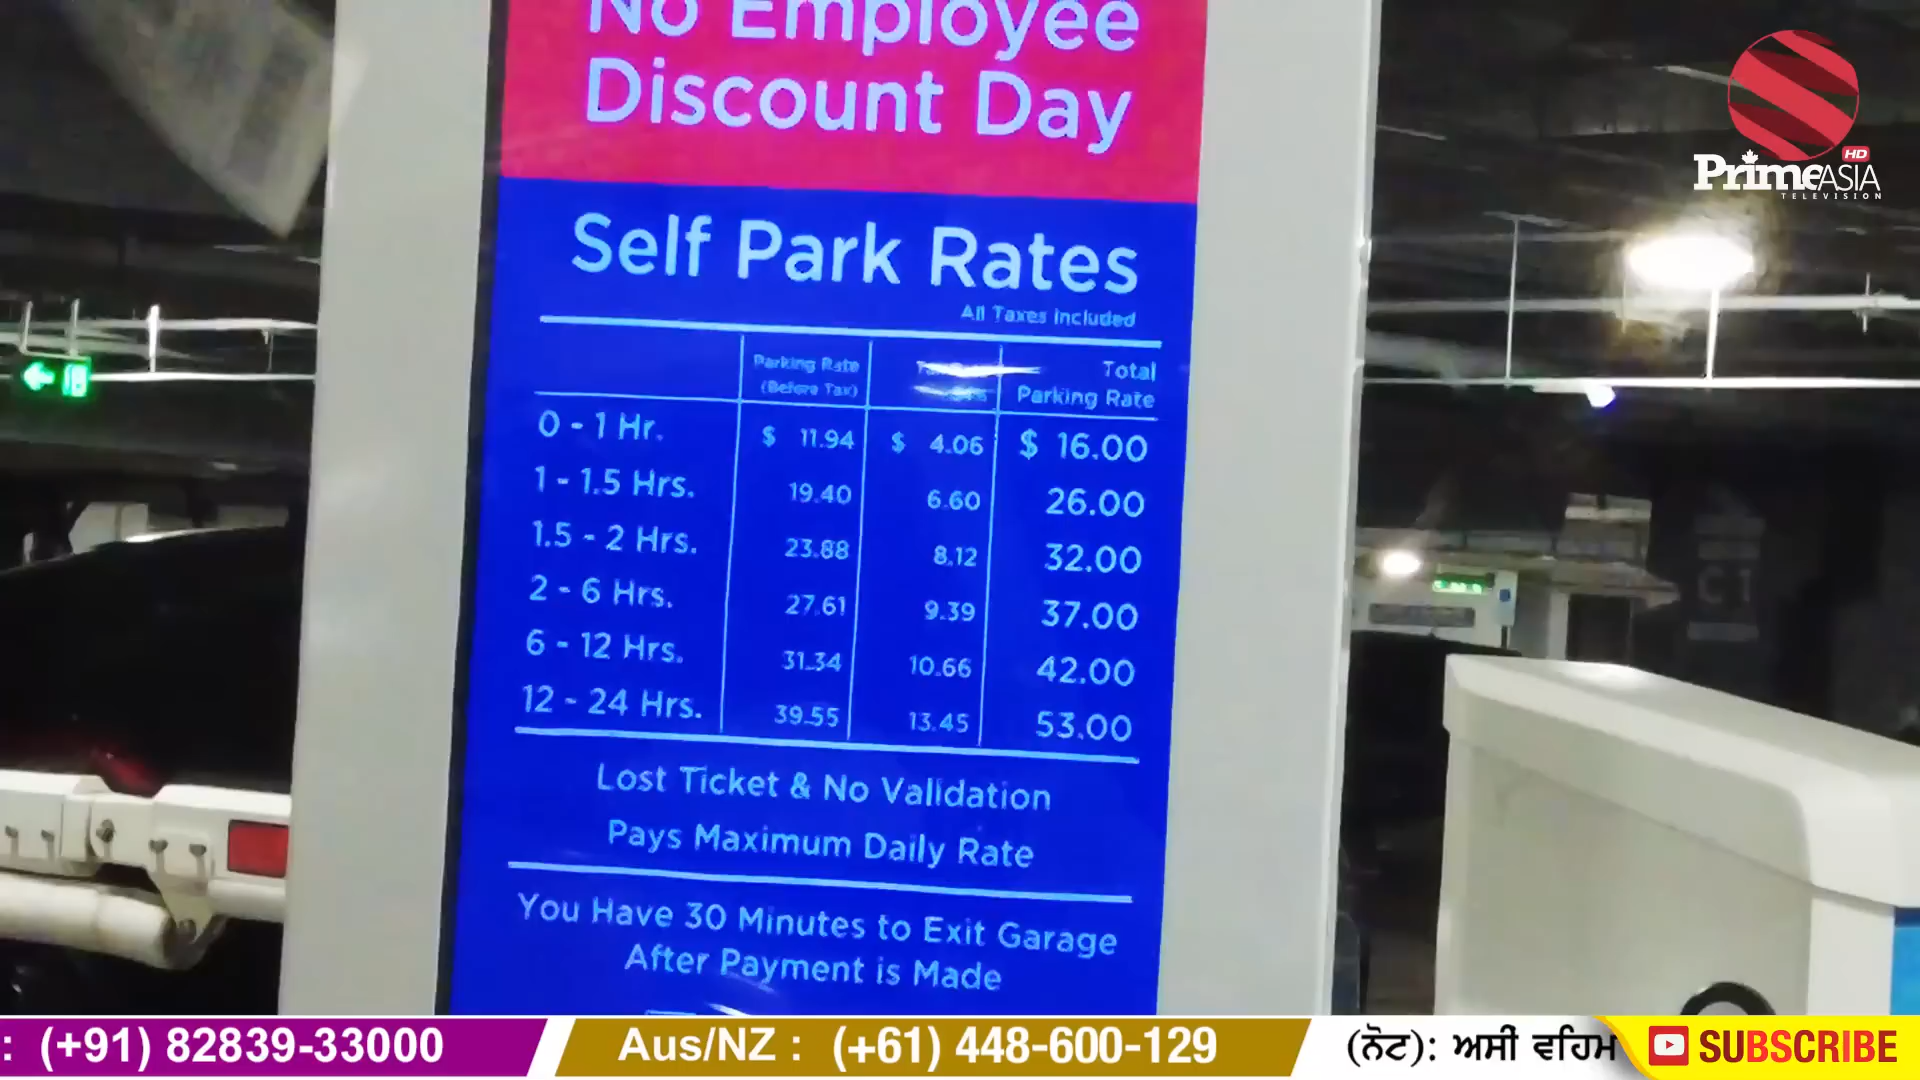 No Employee
Discount Day
Self Park Rates
All Taxes Included
Parking Rate
(Before Tax)
Total
Parking Rate
0 - 1 Hr. $ 11.94 $ 4.06 $ 16.00
1 - 1.5 Hrs. 19.40 6.60 26.00
1.5 - 2 Hrs. 23.88 8.12 32.00
2 - 6 Hrs. 27.61 9.39 37.00
6 - 12 Hrs. 31.34 10.66 42.00
12 - 24 Hrs. 39.55 13.45 53.00
Lost Ticket & No Validation
Pays Maximum Daily Rate
You Have 30 Minutes to Exit Garage
After Payment is Made
PrimeASIA HD
TELEVISION
C1
: (+91) 82839-33000 Aus/NZ : (+61) 448-600-129 (ਨੋਟ): ਅਸੀਂ ਵਹਿਮ SUBSCRIBE